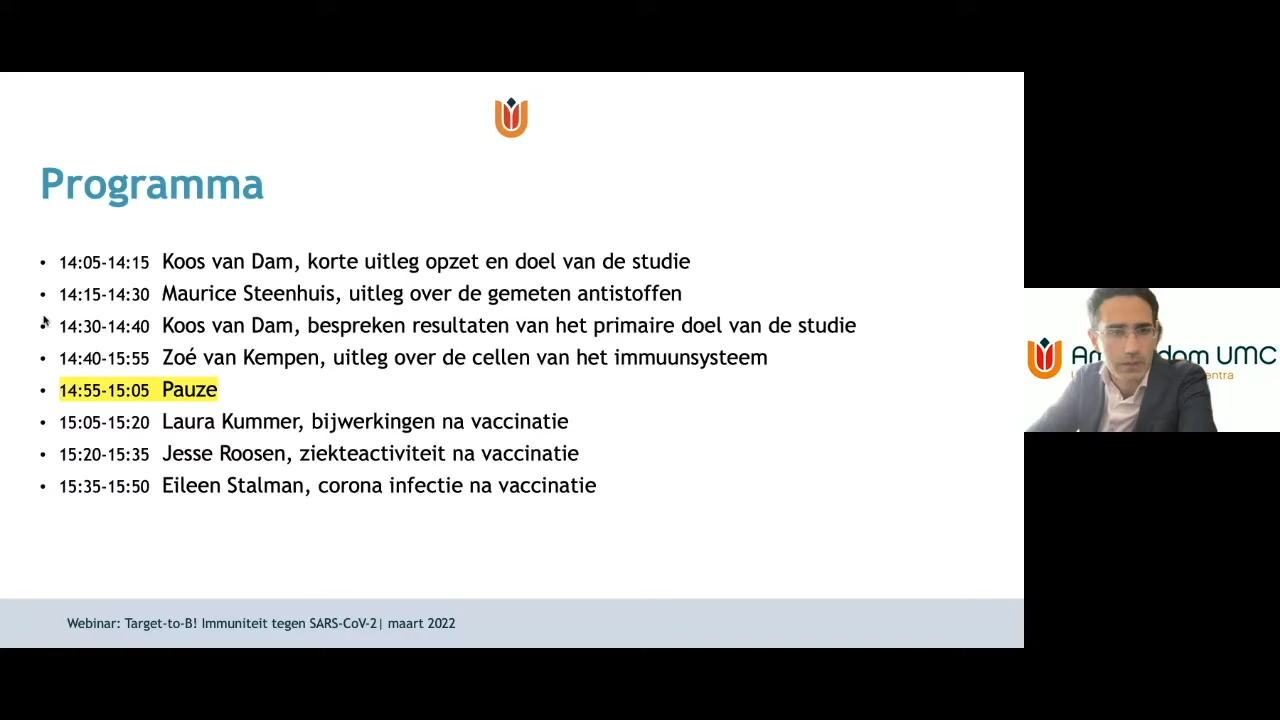 Programma
• 14:05-14:15 Koos van Dam, korte uitleg opzet en doel van de studie
• 14:15-14:30 Maurice Steenhuis, uitleg over de gemeten antistoffen
• 14:30-14:40 Koos van Dam, bespreken resultaten van het primaire doel van de studie
• 14:40-15:55 Zoé van Kempen, uitleg over de cellen van het immuunsysteem
• 14:55-15:05 Pauze
• 15:05-15:20 Laura Kummer, bijwerkingen na vaccinatie
• 15:20-15:35 Jesse Roosen, ziekteactiviteit na vaccinatie
• 15:35-15:50 Eileen Stalman, corona infectie na vaccinatie
Webinar: Target-to-B! Immuniteit tegen SARS-CoV-2| maart 2022
UMC